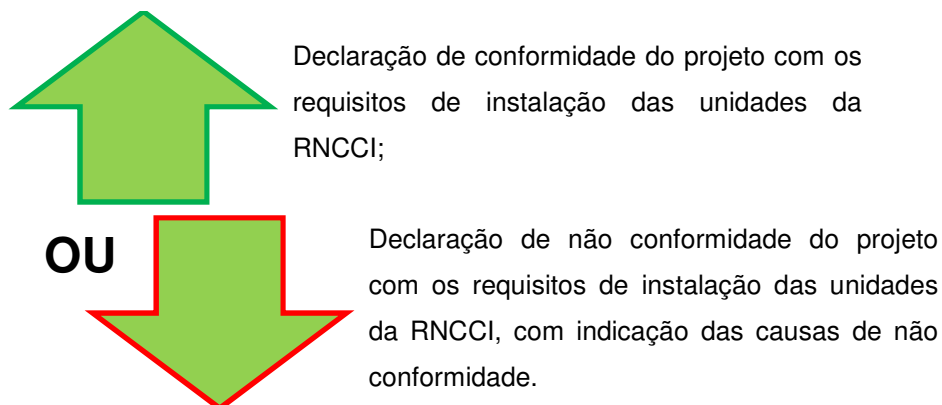 Declaração de conformidade do projeto com os
requisitos de instalação das unidades da
RNCCI;
OU
Declaração de não conformidade do projeto
com os requisitos de instalação das unidades
da RNCCI, com indicação das causas de não
conformidade.